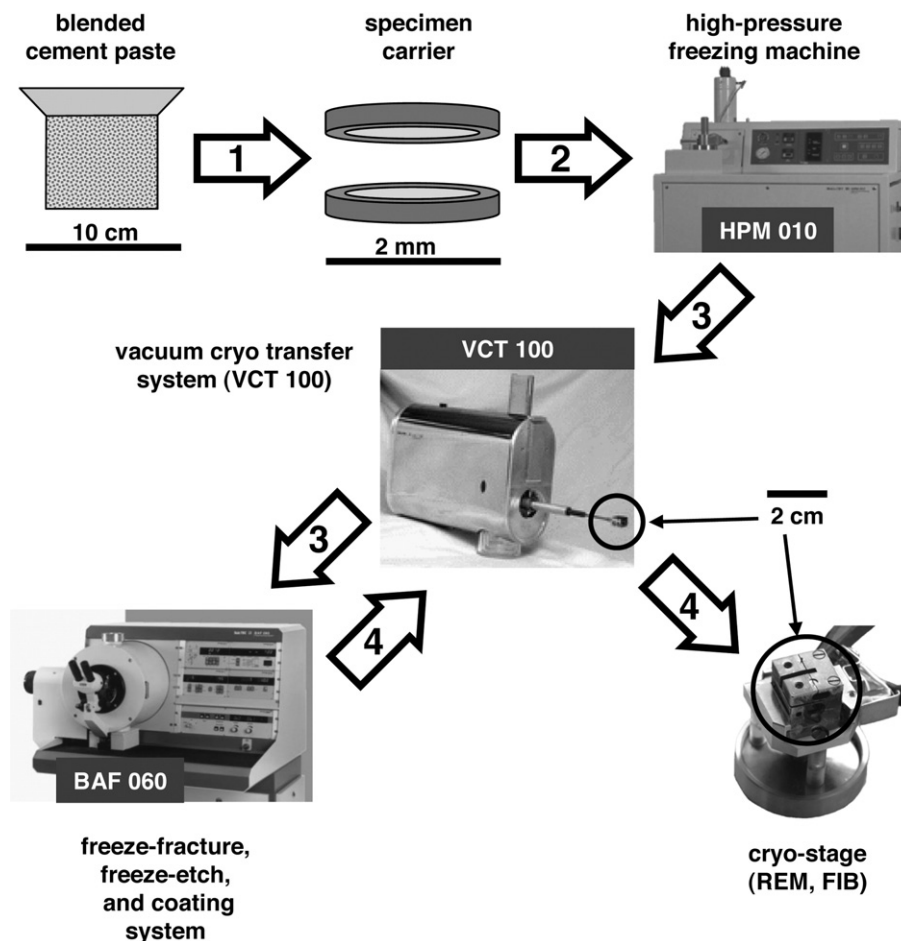 blended
cement paste
specimen
carrier
high-pressure
freezing machine
1
2
10 cm
2 mm
HPM 010
3
vacuum cryo transfer
system (VCT 100)
VCT 100
2 cm
3
4
4
BAF 060
freeze-fracture,
freeze-etch,
and coating
system
cryo-stage
(REM, FIB)